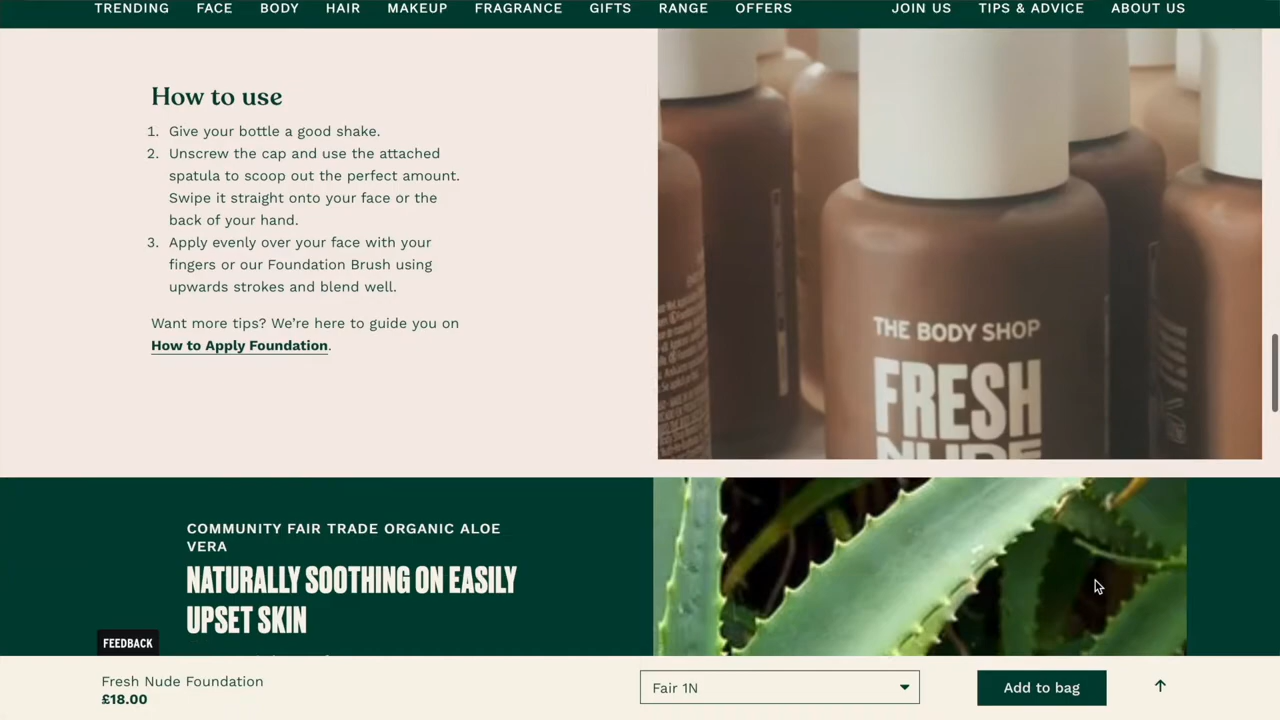 TRENDING FACE BODY HAIR MAKEUP FRAGRANCE GIFTS RANGE OFFERS JOIN US TIPS & ADVICE ABOUT US
How to use
1. Give your bottle a good shake.
2. Unscrew the cap and use the attached
spatula to scoop out the perfect amount.
Swipe it straight onto your face or the
back of your hand.
3. Apply evenly over your face with your
fingers or our Foundation Brush using
upwards strokes and blend well.
Want more tips? We’re here to guide you on
How to Apply Foundation.
THE BODY SHOP
FRESH
NUDE
COMMUNITY FAIR TRADE ORGANIC ALOE
VERA
NATURALLY SOOTHING ON EASILY
UPSET SKIN
FEEDBACK
Fresh Nude Foundation
£18.00
Fair 1N
Add to bag